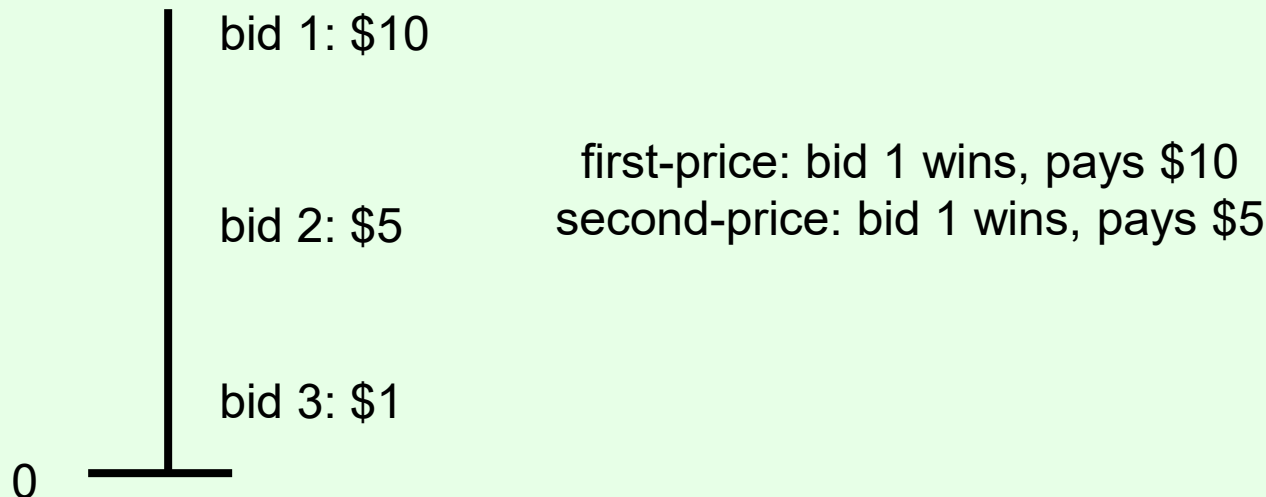 bid 1: $10
first-price: bid 1 wins, pays $10
second-price: bid 1 wins, pays $5
bid 2: $5
bid 3: $1
0